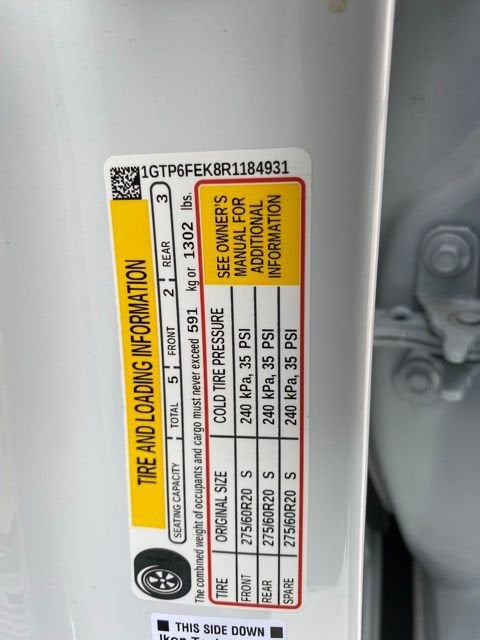 1GTP6FEK8R1184931
TIRE AND LOADING INFORMATION
SEATING CAPACITY TOTAL 5 FRONT 2 REAR 3
The combined weight of occupants and cargo must never exceed 591 kg or 1302 lbs.
TIRE ORIGINAL SIZE COLD TIRE PRESSURE
FRONT 275/60R20 S 240 kPa, 35 PSI
REAR 275/60R20 S 240 kPa, 35 PSI
SPARE 275/60R20 S 240 kPa, 35 PSI
SEE OWNER'S
MANUAL FOR
ADDITIONAL
INFORMATION
THIS SIDE DOWN